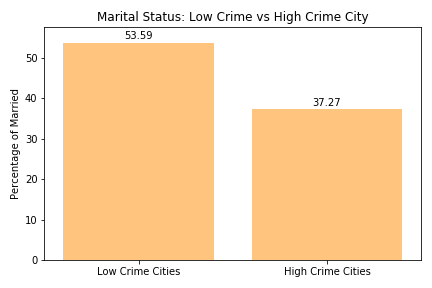 Marital Status: Low Crime vs High Crime City
53.59
37.27
Percentage of Married
50
40
30
20
10
0
Low Crime Cities
High Crime Cities